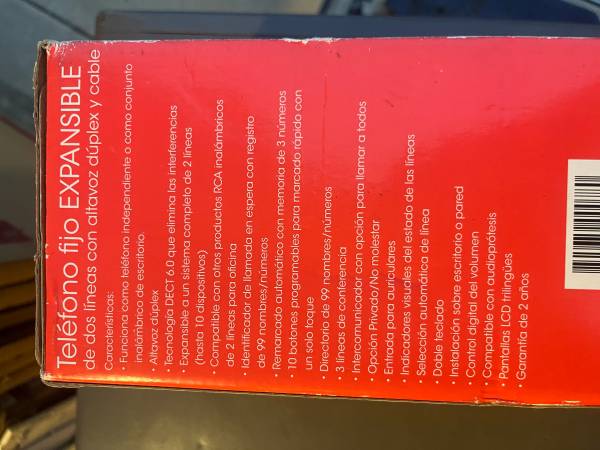 Teléfono fijo EXPANSIBLE
de dos líneas con altavoz dúplex y cable
Características:
• Funciona como teléfono independiente o como conjunto
inalámbrico de escritorio.
Altavoz dúplex
• Tecnología DECT 6.0 que elimina las interferencias
• Expansible a un sistema completo de 2 líneas
(hasta 10 dispositivos)
• Compatible con otros productos RCA inalámbricos
de 2 líneas para oficina
• Identificador de llamada en espera con registro
de 99 nombres/números
• Remarcado automático con memoria de 3 números
• 10 botones programables para marcado rápido con
un solo toque
• Directorio de 99 nombres/números
• 3 líneas de conferencia
• Intercomunicador con opción para llamar a todos
• Opción Privado/No molestar
• Entrada para auriculares
• Indicadores visuales del estado de las líneas
• Selección automática de línea
• Doble teclado
• Instalación sobre escritorio o pared
• Control digital del volumen
• Compatible con audioprótesis
• Pantallas LCD trilingües
• Garantía de 2 años